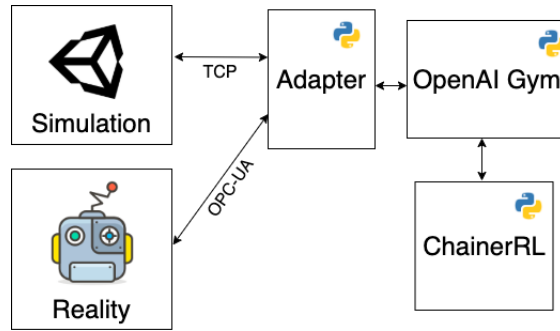 Simulation
TCP
Adapter
OpenAI Gym
OPC-UA
Reality
ChainerRL